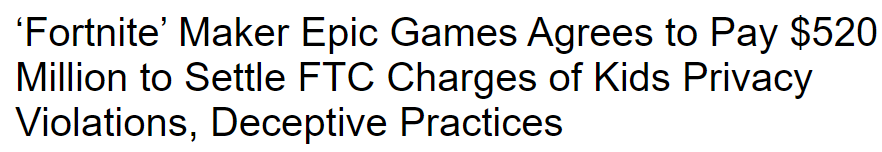 ‘Fortnite’ Maker Epic Games Agrees to Pay $520
Million to Settle FTC Charges of Kids Privacy
Violations, Deceptive Practices